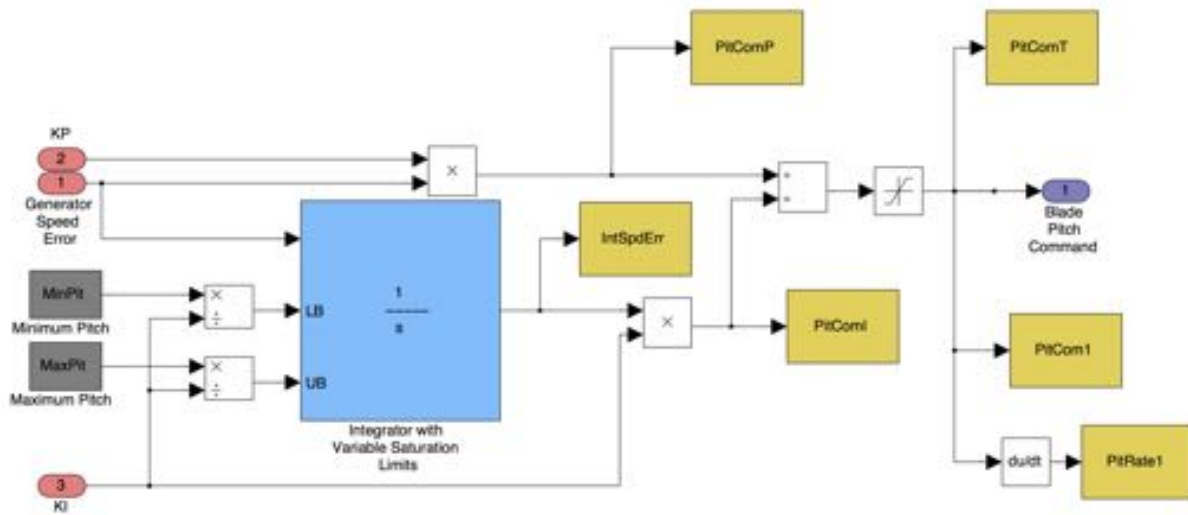 PitComP
PitComT
KP
2
1
Generator
Speed
Error
×
1
Blade
Pitch
Command
IntSpdErr
MinPit
Minimum Pitch
×
÷
LB
1
s
×
PitComI
MaxPit
Maximum Pitch
×
÷
UB
PitCom1
Integrator with
Variable Saturation
Limits
du/dt
PitRate1
3
KI